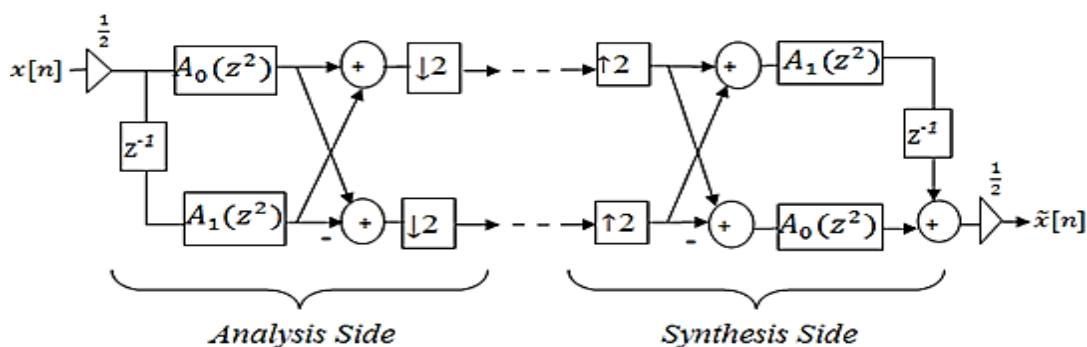 1/2
x[n]
A₀(z²)
+
↓2
↑2
+
A₁(z²)
z⁻¹
z⁻¹
A₁(z²)
-
+
↓2
↑2
-
+
A₀(z²)
+
1/2
x̃[n]
Analysis Side
Synthesis Side